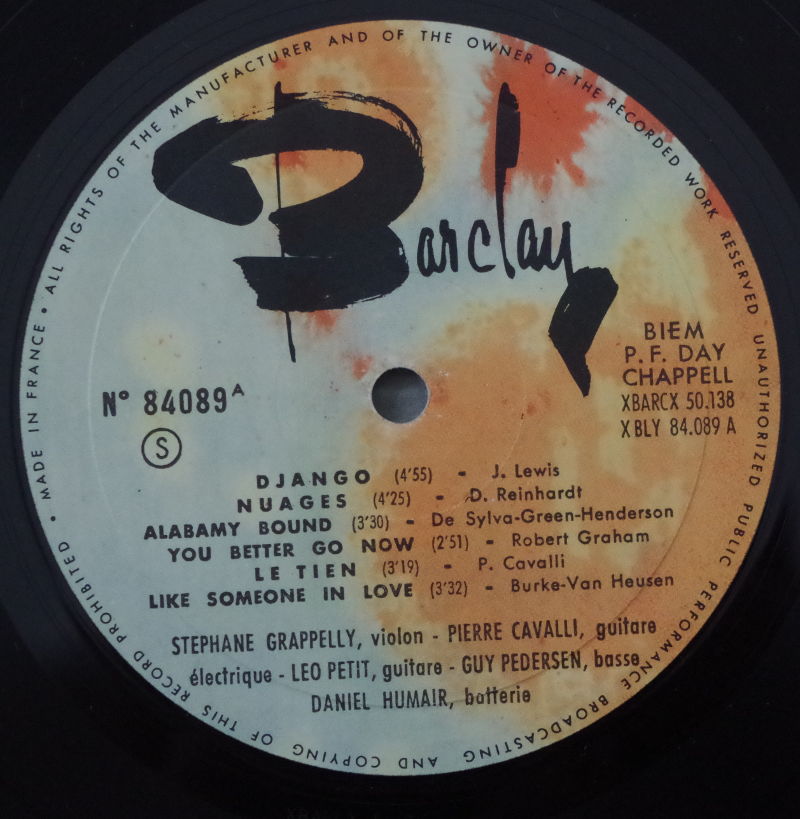 Barclay
BIEM
P. F. DAY
CHAPPELL
XBARCX 50.138
XBLY 84.089 A
N° 84089 A
S
DJANGO (4'55) - J. Lewis
NUAGES (4'25) - D. Reinhardt
ALABAMY BOUND (3'30) - De Sylva-Green-Henderson
YOU BETTER GO NOW (2'51) - Robert Graham
LE TIEN (3'19) - P. Cavalli
LIKE SOMEONE IN LOVE (3'32) - Burke-Van Heusen
STEPHANE GRAPPELLY, violon - PIERRE CAVALLI, guitare
électrique - LEO PETIT, guitare - GUY PEDERSEN, basse
DANIEL HUMAIR, batterie
• MADE IN FRANCE • ALL RIGHTS OF THE MANUFACTURER AND OF THE OWNER OF THE RECORDED WORK RESERVED UNAUTHORIZED PUBLIC PERFORMANCE BROADCASTING AND COPYING OF THIS RECORD PROHIBITED